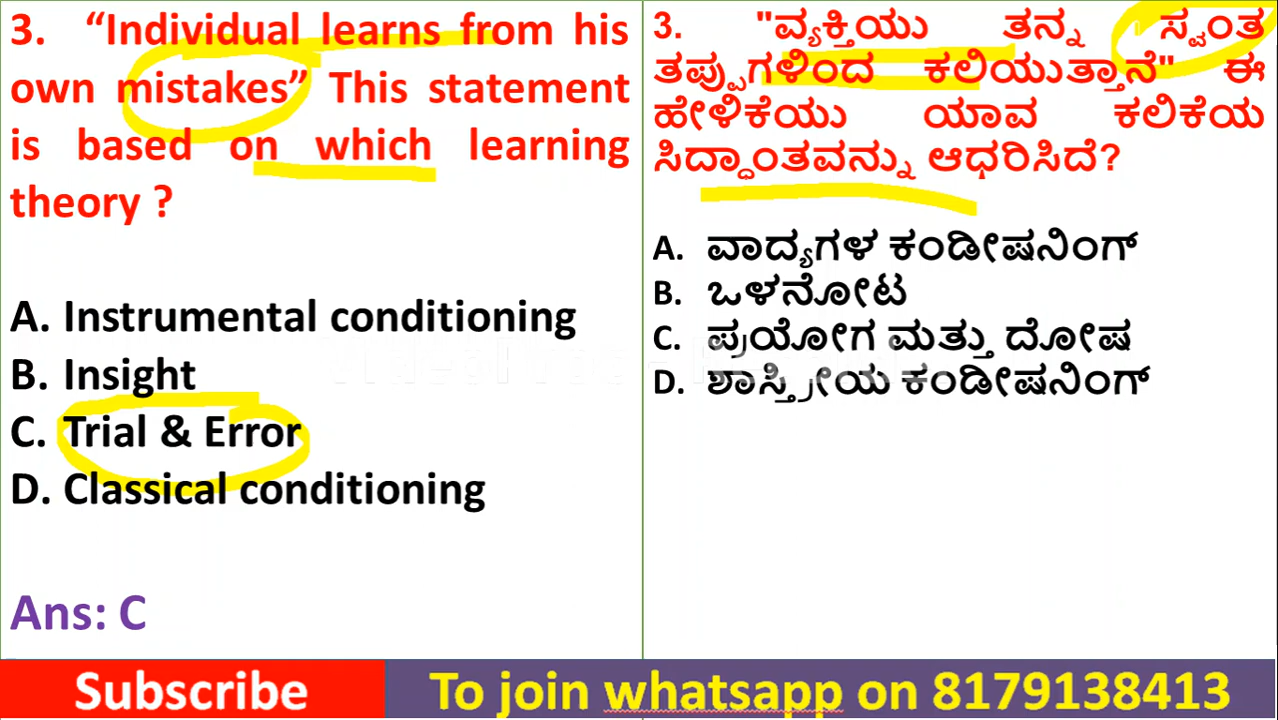 3. “Individual learns from his
own mistakes” This statement
is based on which learning
theory ?
A. Instrumental conditioning
B. Insight
C. Trial & Error
D. Classical conditioning
Ans: C
3. "ವ್ಯಕ್ತಿಯು ತನ್ನ ಸ್ವಂತ
ತಪ್ಪುಗಳಿಂದ ಕಲಿಯುತ್ತಾನೆ" ಈ
ಹೇಳಿಕೆಯು ಯಾವ ಕಲಿಕೆಯ
ಸಿದ್ಧಾಂತವನ್ನು ಆಧರಿಸಿದೆ?
A. ವಾದ್ಯಗಳ ಕಂಡೀಷನಿಂಗ್
B. ಒಳನೋಟ
C. ಪ್ರಯೋಗ ಮತ್ತು ದೋಷ
D. ಶಾಸ್ತ್ರೀಯ ಕಂಡೀಷನಿಂಗ್
Subscribe
To join whatsapp on 8179138413